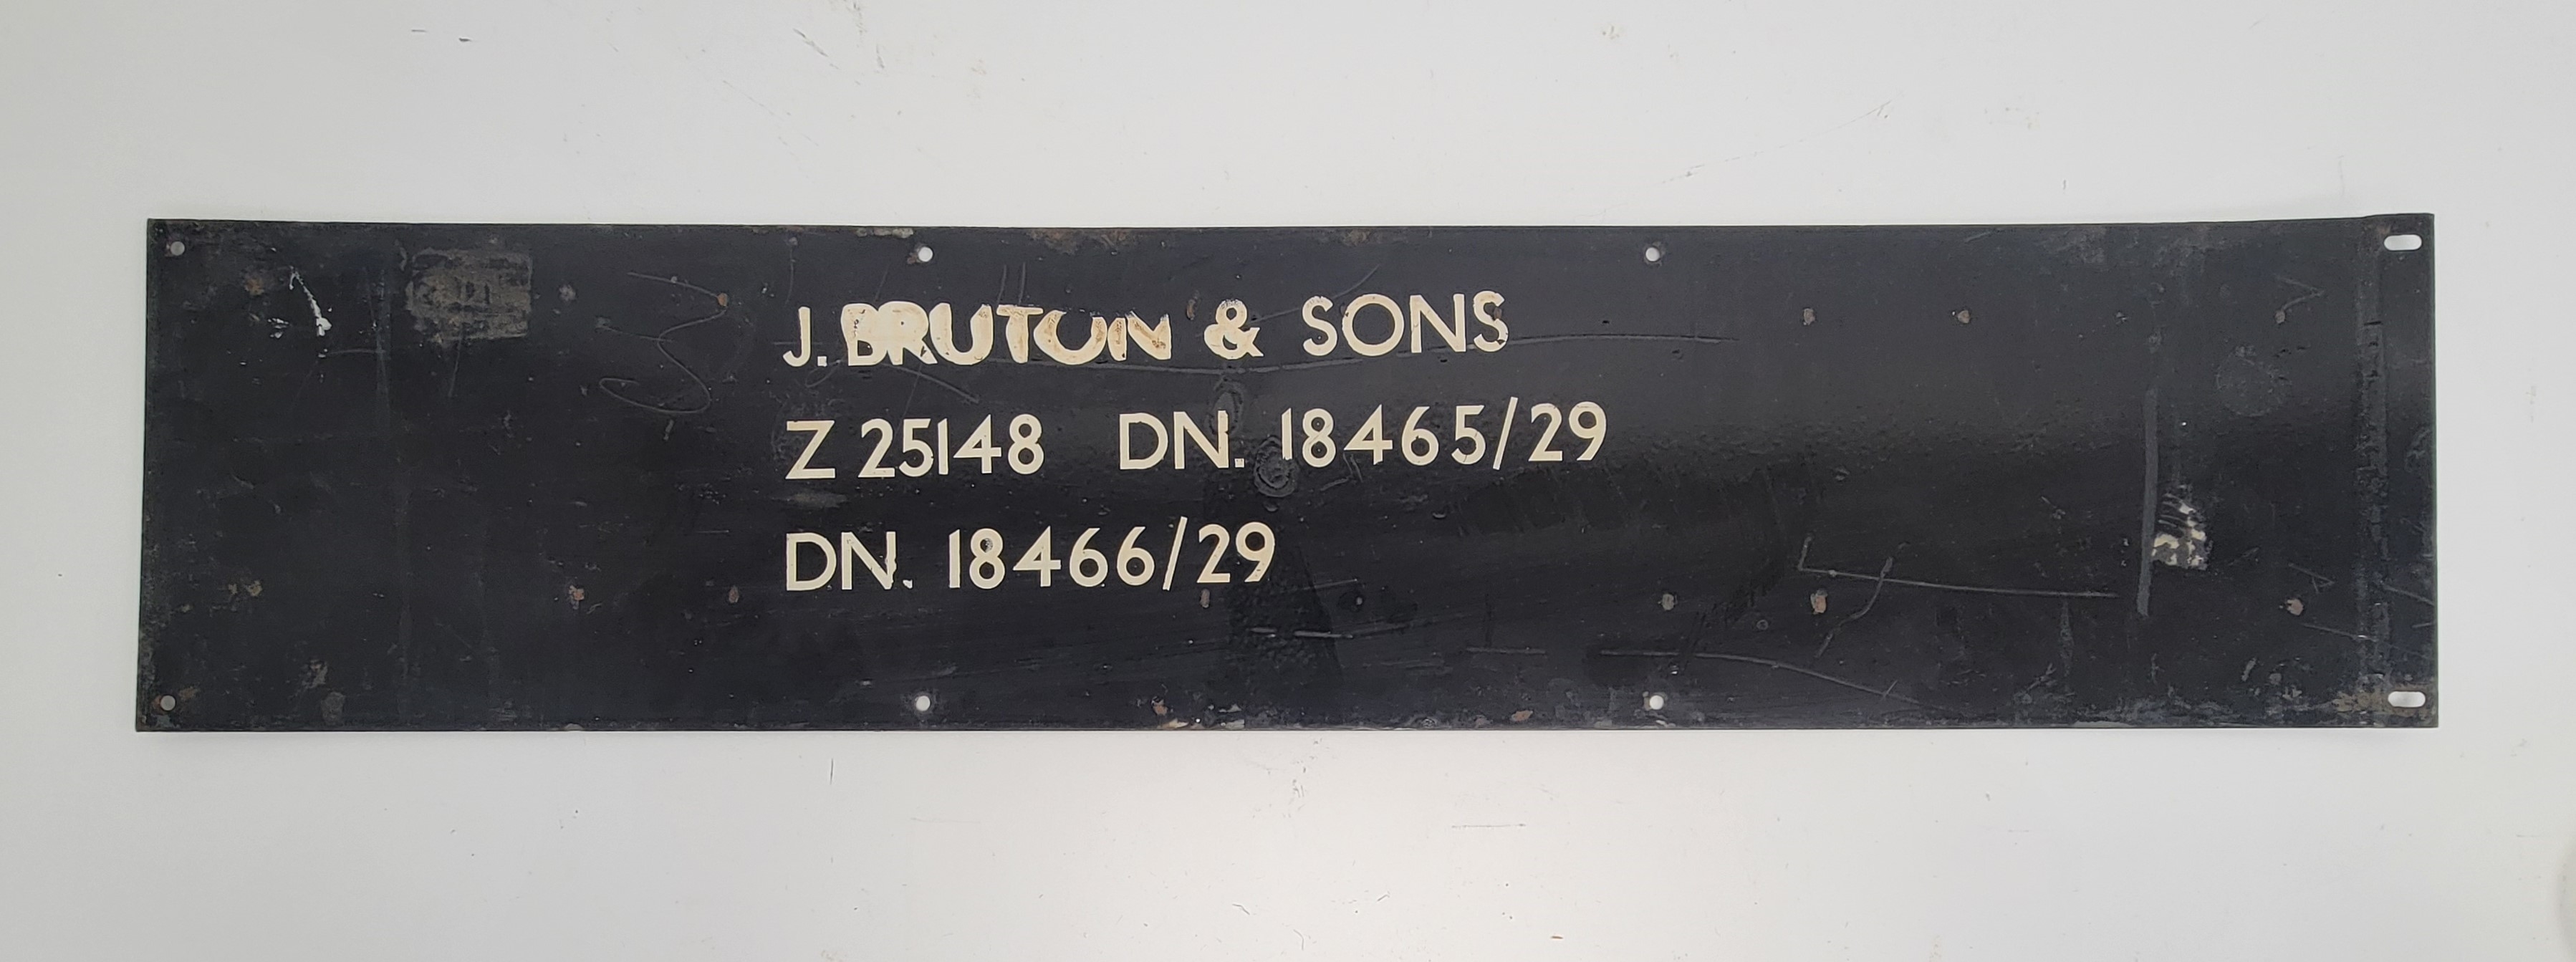 J. BRUTON & SONS
Z 25148 DN. 18465/29
DN. 18466/29